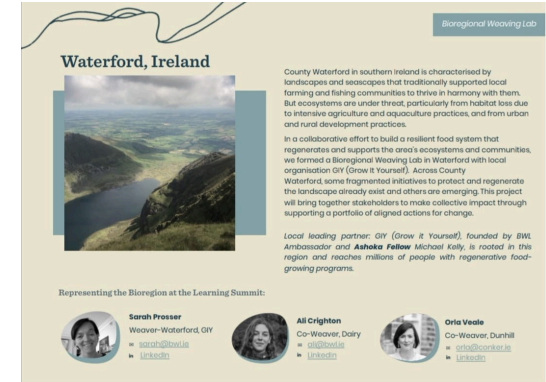 Bioregional Weaving Lab
Waterford, Ireland
County Waterford in southern Ireland is characterised by
landscapes and seascapes that traditionally supported local
farming and fishing communities to thrive in harmony with them.
But ecosystems are under threat, particularly from habitat loss due
to intensive agriculture and aquaculture practices, and from urban
and rural development practices.
In a collaborative effort to build a resilient food system that
regenerates and supports the area's ecosystems and communities,
we formed a Bioregional Weaving Lab in Waterford with local
organisation GIY (Grow It Yourself). Across County
Waterford, some fragmented initiatives to protect and regenerate
the landscape already exist and others are emerging. This project
will bring together stakeholders to make collective impact through
supporting a portfolio of aligned actions for change.
Local leading partner: GIY (Grow it Yourself), founded by BWL
Ambassador and Ashoka Fellow Michael Kelly, is rooted in this
region and reaches millions of people with regenerative food-
growing programs.
Representing the Bioregion at the Learning Summit:
Sarah Prosser
Weaver-Waterford, GIY
sarah@bwl.ie
in LinkedIn
Ali Crighton
Co-Weaver, Dairy
ali@bwl.ie
in LinkedIn
Orla Veale
Co-Weaver, Dunhill
orla@conker.ie
in LinkedIn